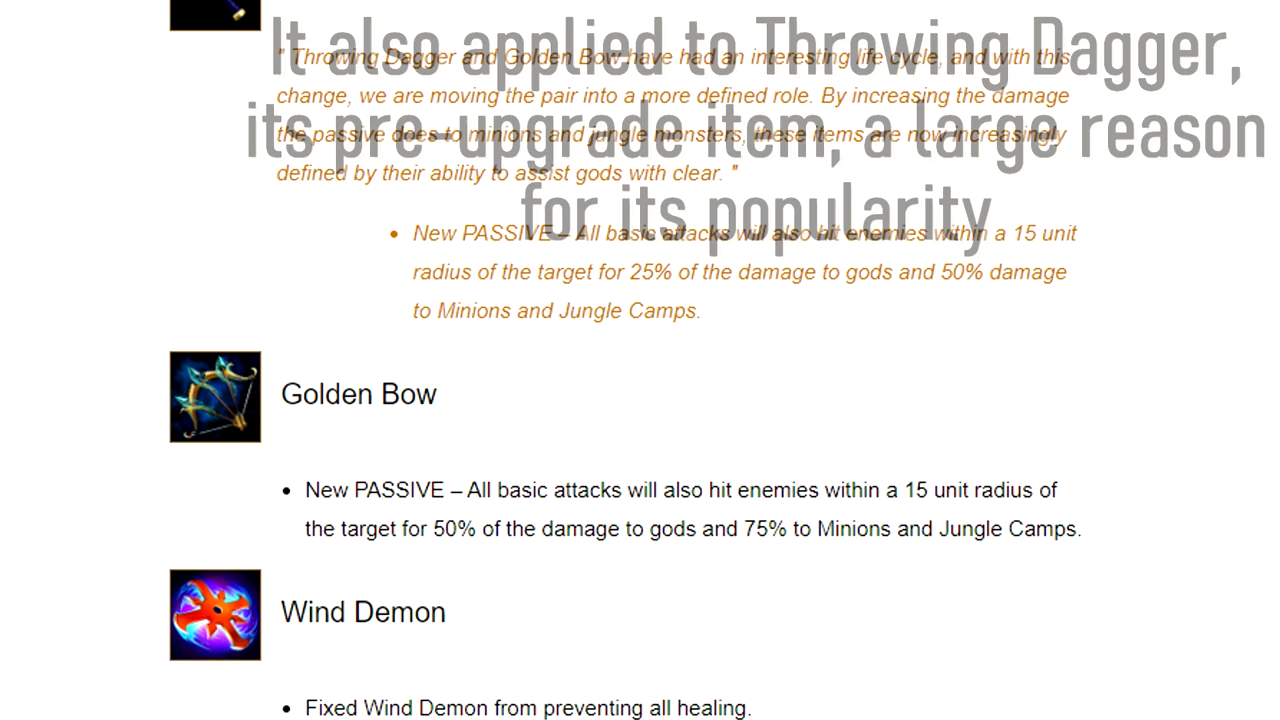 It also applied to Throwing Dagger,
its pre-upgrade item, a large reason
for its popularity
" Throwing Dagger and Golden Bow have had an interesting life cycle, and with this
change, we are moving the pair into a more defined role. By increasing the damage
the passive does to minions and jungle monsters, these items are now increasingly
defined by their ability to assist gods with clear. "
• New PASSIVE – All basic attacks will also hit enemies within a 15 unit
radius of the target for 25% of the damage to gods and 50% damage
to Minions and Jungle Camps.
Golden Bow
• New PASSIVE – All basic attacks will also hit enemies within a 15 unit radius of
the target for 50% of the damage to gods and 75% to Minions and Jungle Camps.
Wind Demon
• Fixed Wind Demon from preventing all healing.